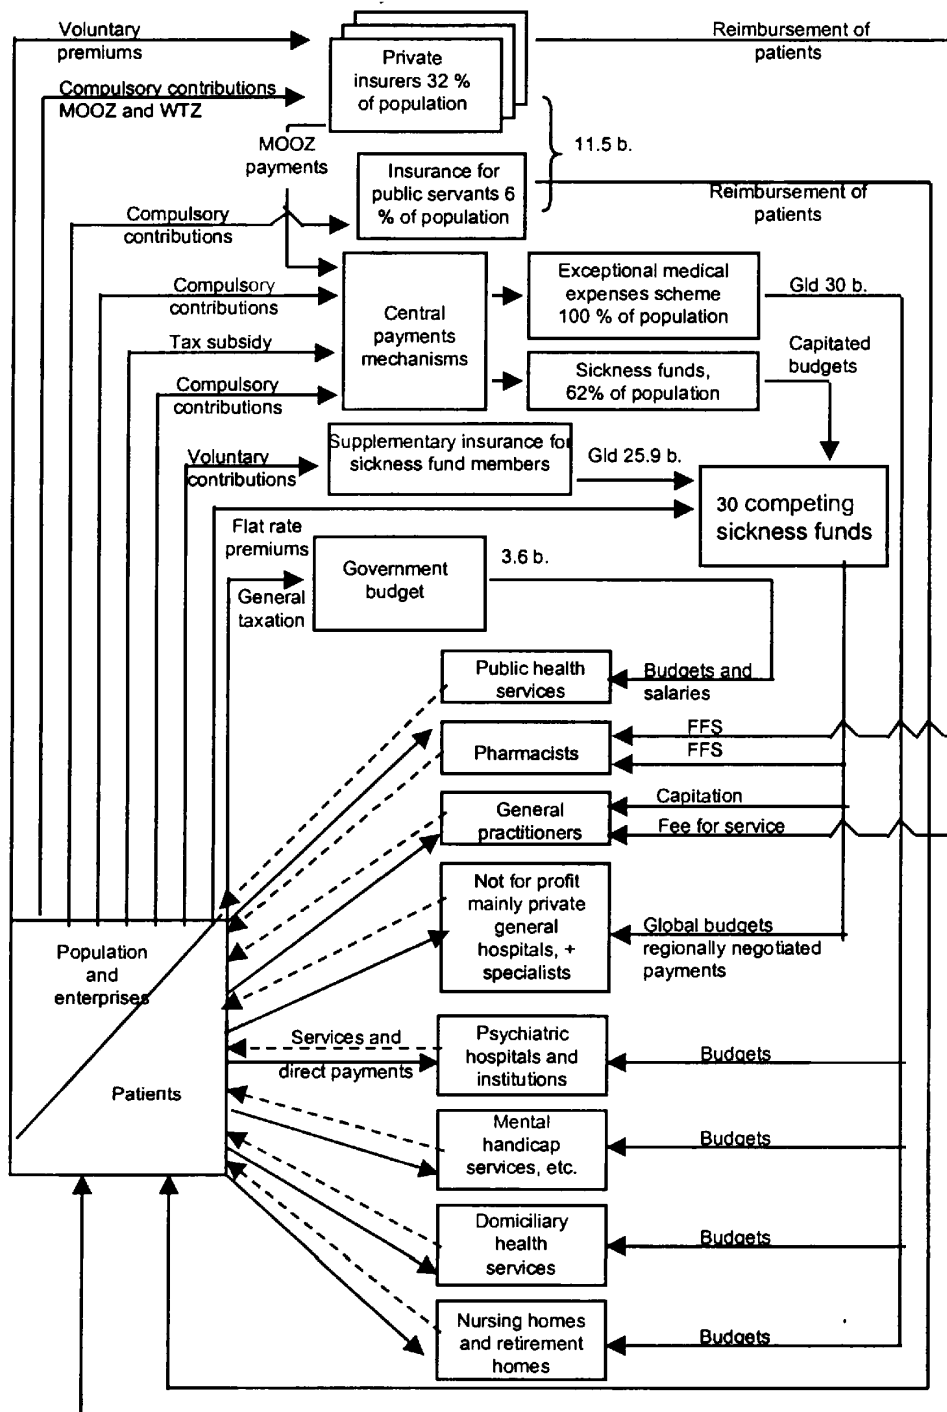 Voluntary
premiums
Private
insurers 32 %
of population
Reimbursement of
patients
Compulsory contributions
MOOZ and WTZ
MOOZ
payments
11.5 b.
Insurance for
public servants 6
% of population
Reimbursement of
patients
Compulsory
contributions
Compulsory
contributions
Central
payments
mechanisms
Exceptional medical
expenses scheme
100 % of population
Gld 30 b.
Tax subsidy
Capitated
budgets
Compulsory
contributions
Sickness funds,
62% of population
Voluntary
contributions
Supplementary insurance for
sickness fund members
Gld 25.9 b.
30 competing
sickness funds
Flat rate
premiums
General
taxation
Government
budget
3.6 b.
Public health
services
Budgets and
salaries
Pharmacists
FFS
FFS
General
practitioners
Capitation
Fee for service
Not for profit
mainly private
general
hospitals, +
specialists
Global budgets
regionally negotiated
payments
Population
and
enterprises
Patients
Services and
direct payments
Psychiatric
hospitals and
institutions
Budgets
Mental
handicap
services, etc.
Budgets
Domiciliary
health
services
Budgets
Nursing homes
and retirement
homes
Budgets